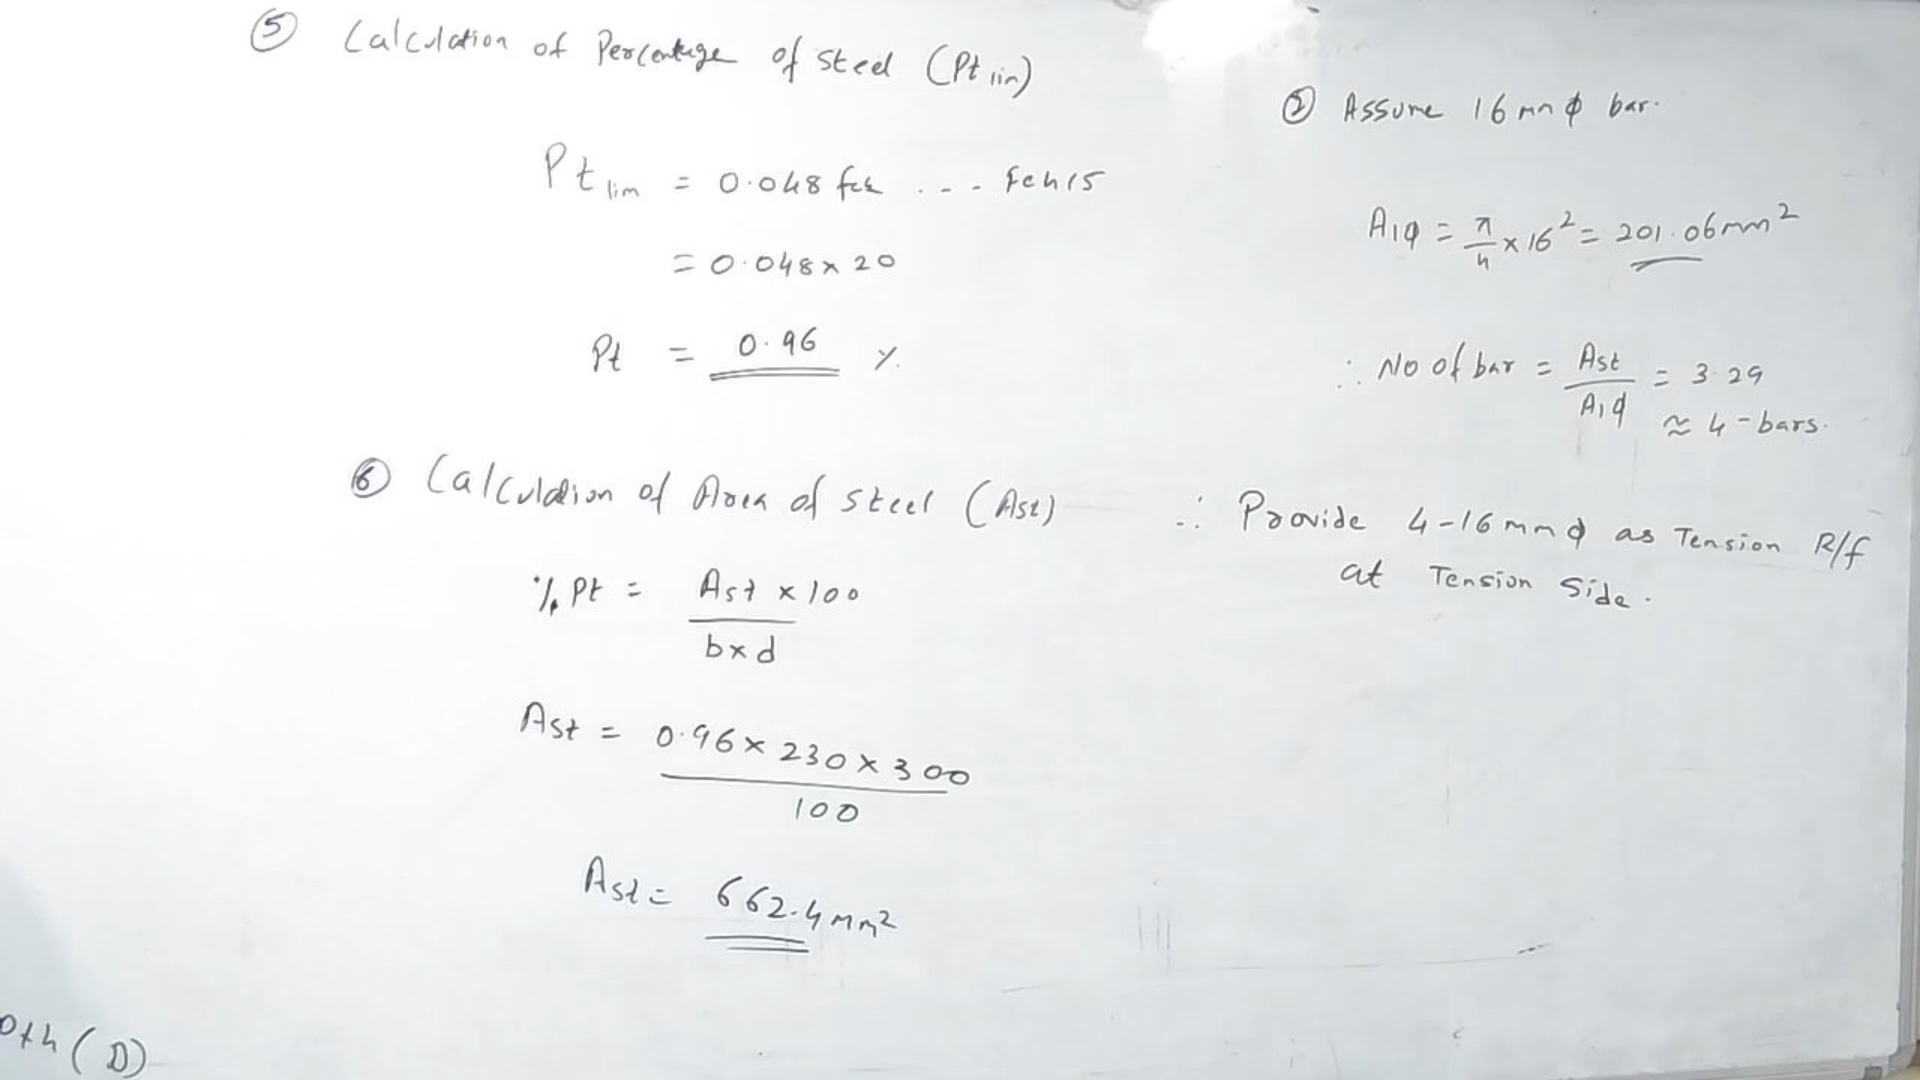 ⑤ Calculation of Percentage of Steel (Pt lim)
Pt lim = 0.048 fck ... Fe415
= 0.048 × 20
Pt = 0.96 %
⑥ Calculation of Area of Steel (Ast)
% Pt = Ast × 100
b × d
Ast = 0.96 × 230 × 300
100
Ast = 662.4 mm²
Assume 16 mm ϕ bar.
A1ϕ = π/4 × 16² = 201.06 mm²
∴ No of bar = Ast / A1ϕ = 3.29
≈ 4 - bars.
∴ Provide 4-16 mm ϕ as Tension R/f
at Tension Side.
(D)